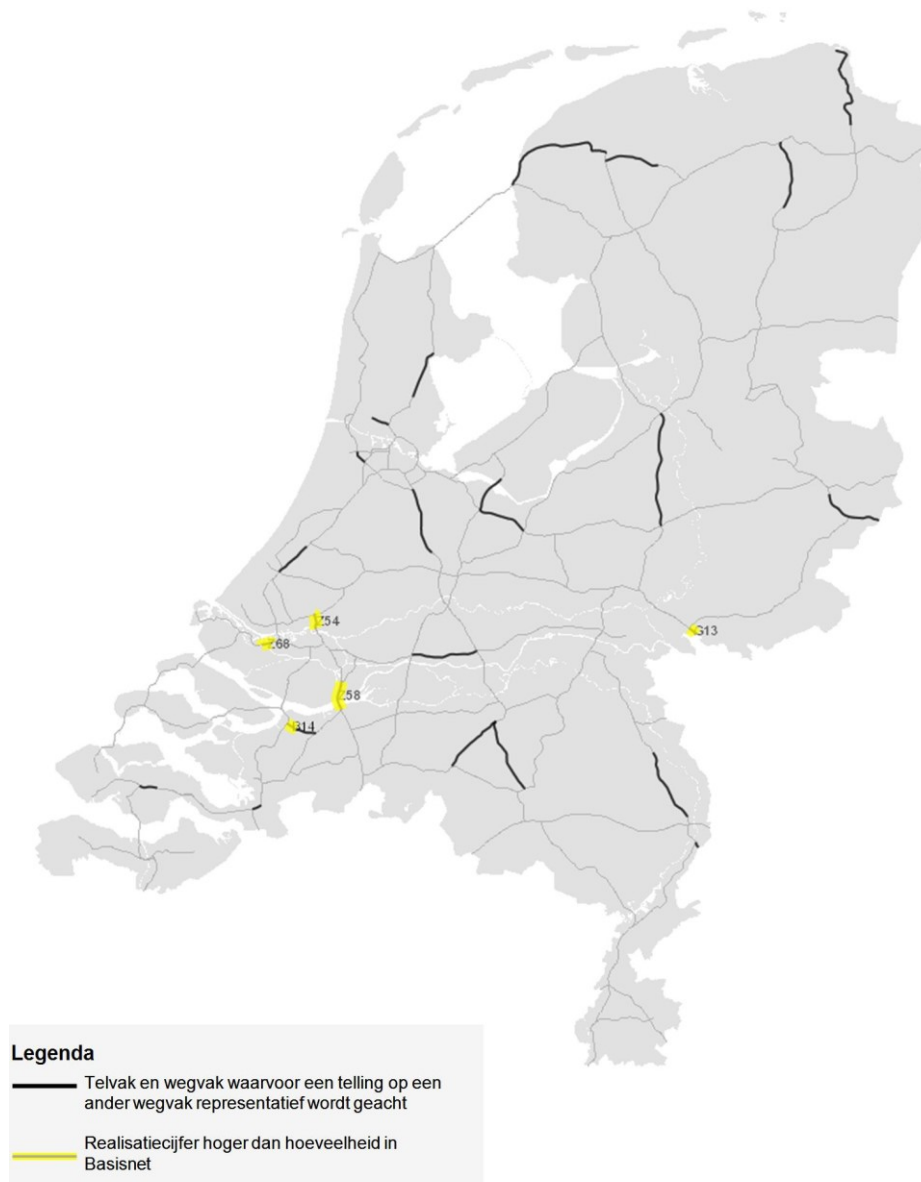 Z54
G13
Z68
Z58
B14
Legenda
Telvak en wegvak waarvoor een telling op een
ander wegvak representatief wordt geacht
Realisatiecijfer hoger dan hoeveelheid in
Basisnet